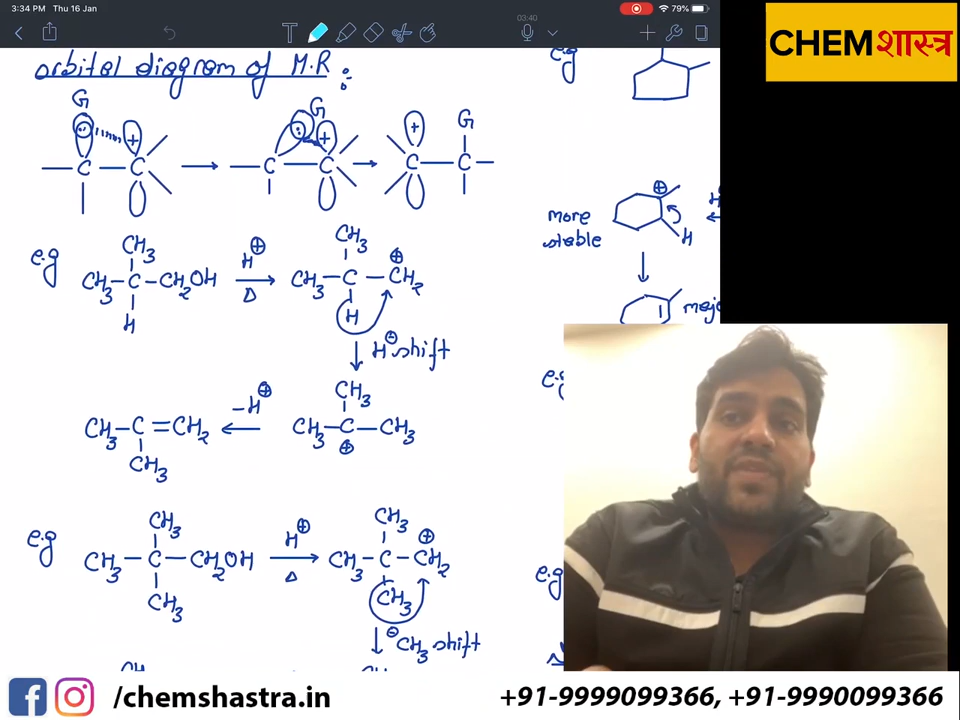 3:34 PM Thu 16 Jan
79%
03:40
CHEMशास्त्र
orbital diagram of M.R :
G G G
C + C → C + C → + C C
e.g CH3-C-CH2OH H⊕ Δ → CH3-C-CH2 ⊕
CH3 CH3
H H
H⊖ shift
CH3-C=CH2 ← -H⊕ CH3-C-CH3
CH3 CH3 ⊕
e.g CH3-C-CH2OH H⊕ Δ → CH3-C-CH2 ⊕
CH3 CH3
CH3 CH3
⊖CH3 shift
e.g
⊕
more
stable
H
e.g
e.g
/chemshastra.in
+91-9999099366, +91-9990099366